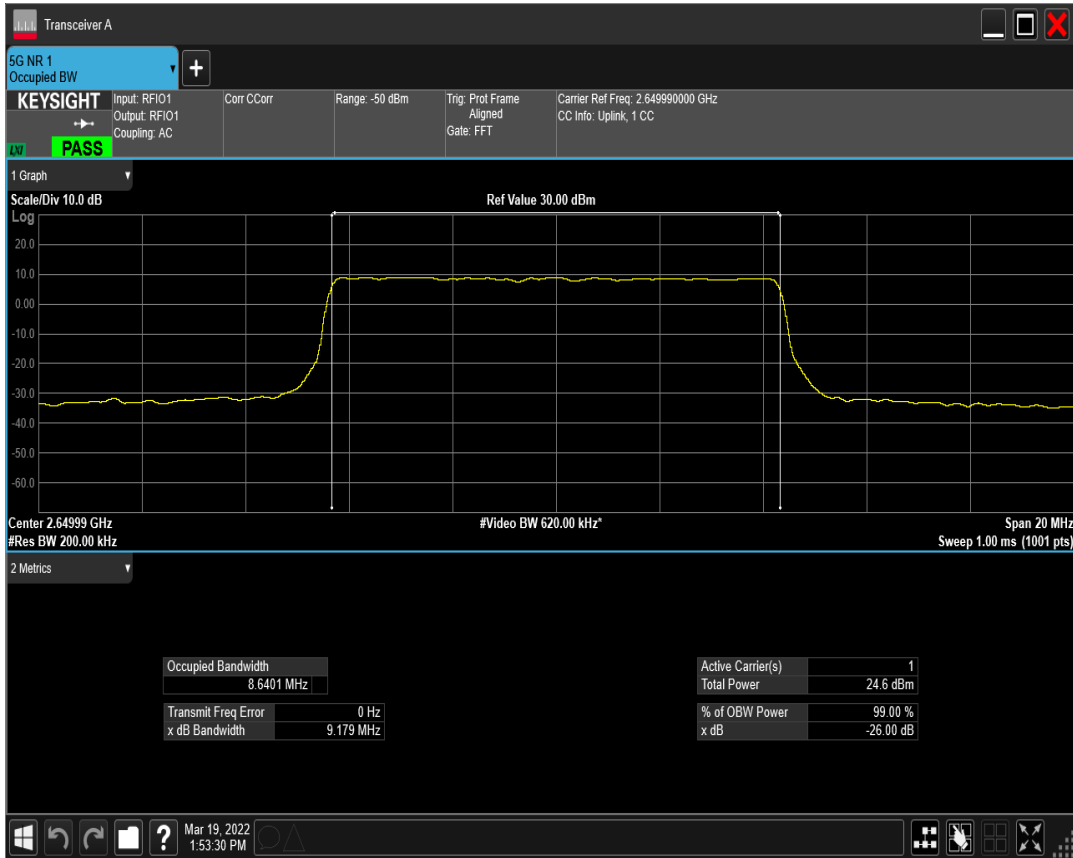 Transceiver A
5G NR 1
Occupied BW
+
KEYSIGHT
LXI
PASS
Input: RFIO1
Output: RFIO1
Coupling: AC
Corr CCorr
Range: -50 dBm
Trig: Prot Frame
Aligned
Gate: FFT
Carrier Ref Freq: 2.649990000 GHz
CC Info: Uplink, 1 CC
1 Graph
Scale/Div 10.0 dB
Ref Value 30.00 dBm
Log
20.0
10.0
0.00
-10.0
-20.0
-30.0
-40.0
-50.0
-60.0
Center 2.64999 GHz
#Video BW 620.00 kHz*
Span 20 MHz
#Res BW 200.00 kHz
Sweep 1.00 ms (1001 pts)
2 Metrics
Occupied Bandwidth
8.6401 MHz
Transmit Freq Error 0 Hz
x dB Bandwidth 9.179 MHz
Active Carrier(s) 1
Total Power 24.6 dBm
% of OBW Power 99.00 %
x dB -26.00 dB
?
Mar 19, 2022
1:53:30 PM